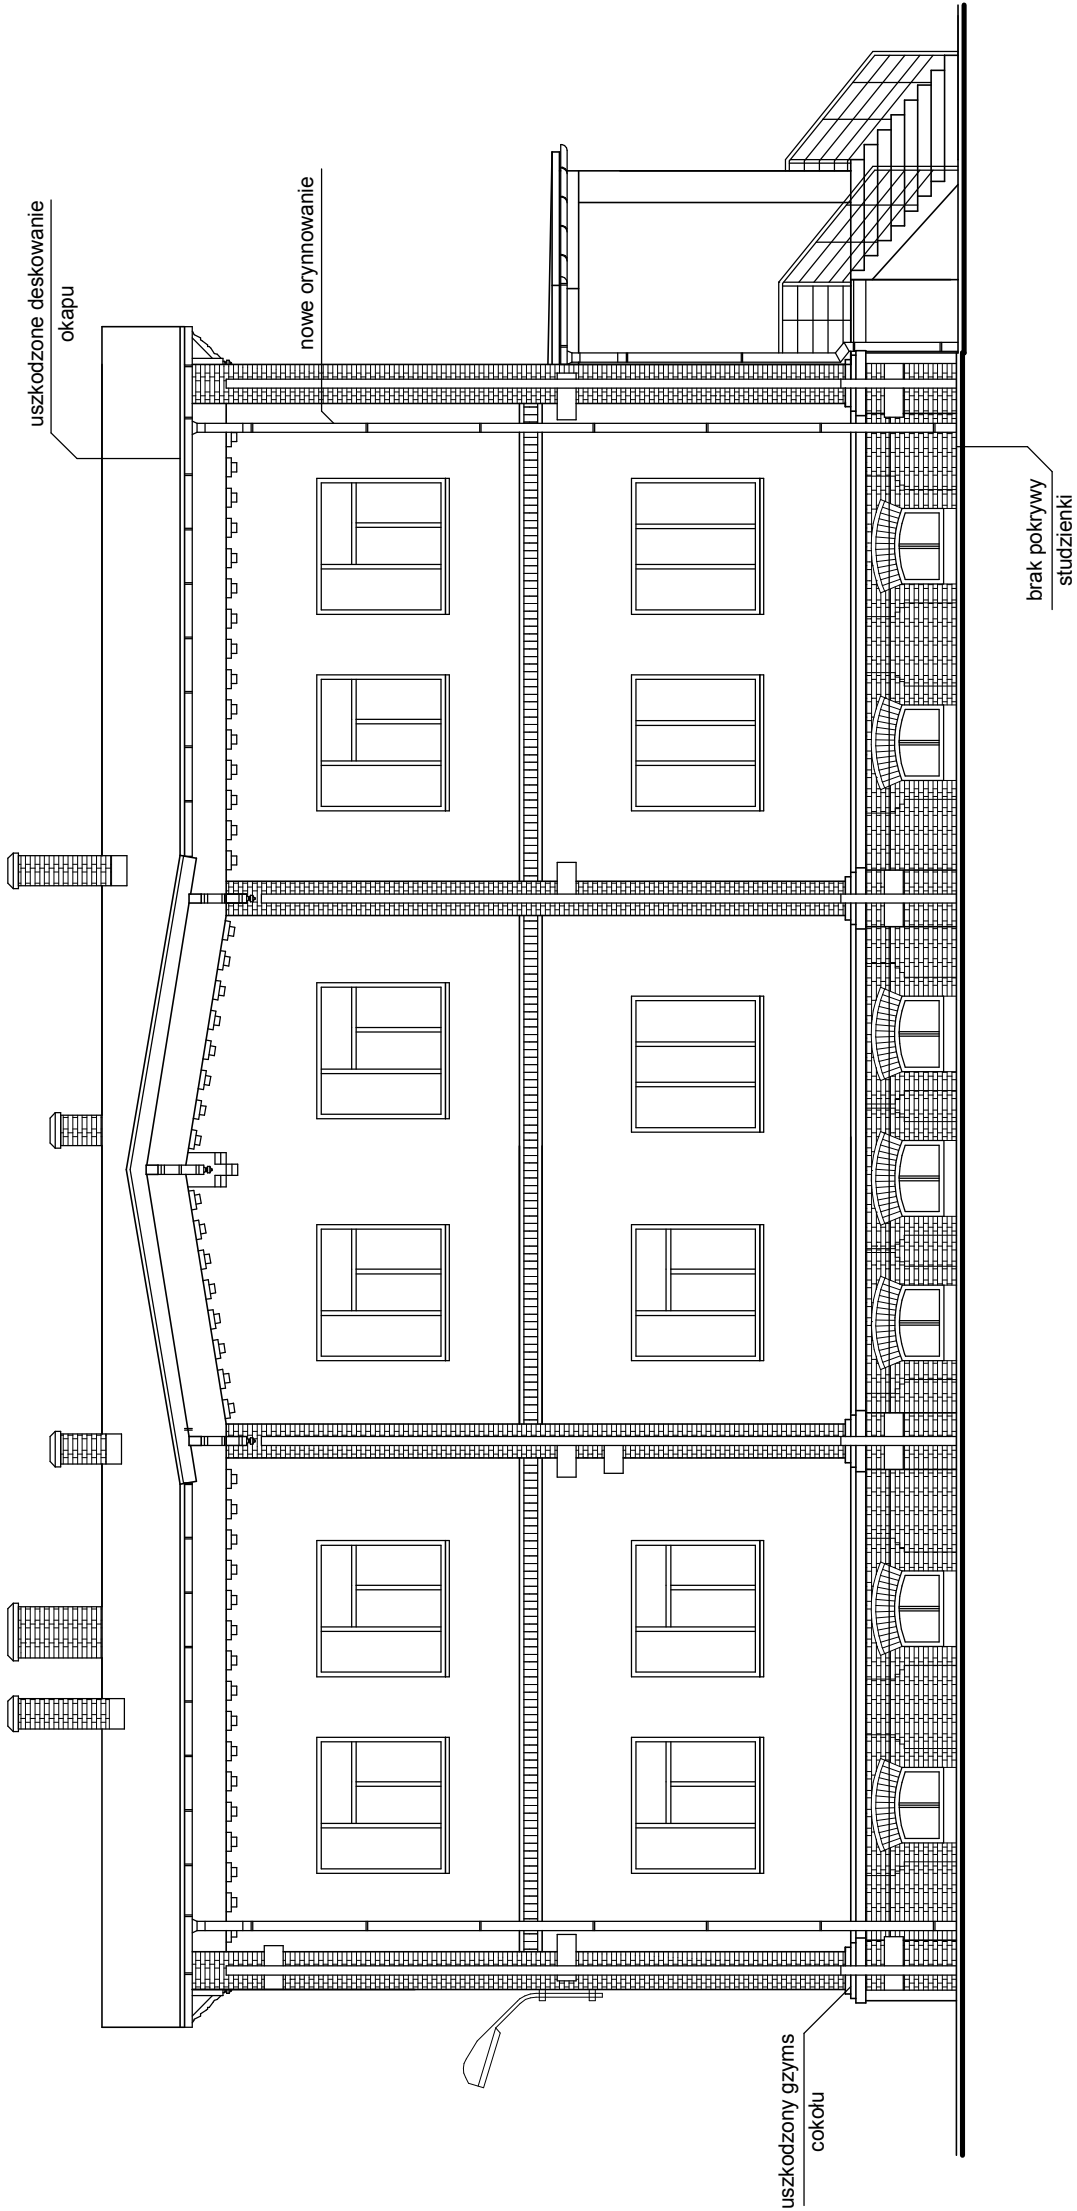 uszkodzone deskowanie
okapu
nowe orynnowanie
brak pokrywy
studzienki
uszkodzony gzyms
cokołu